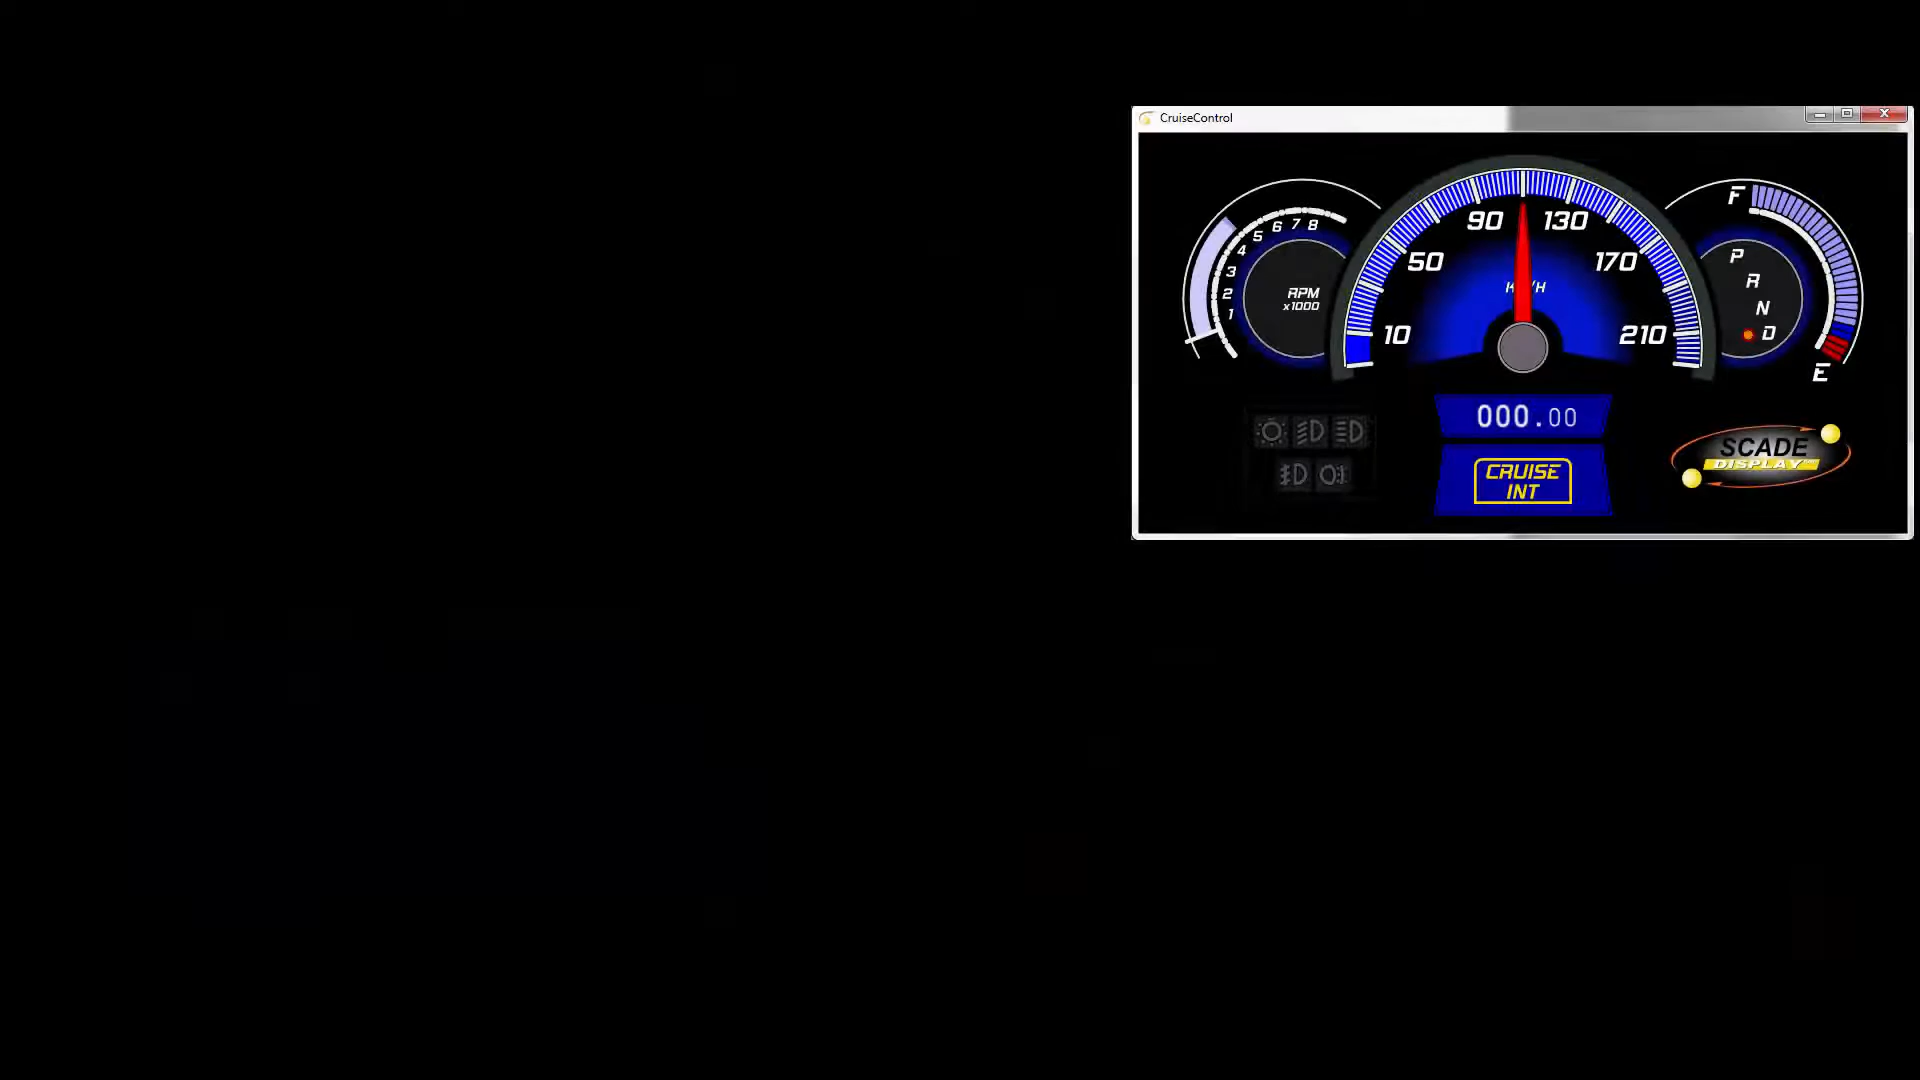 CruiseControl
1
2
3
4
5
6
7
8
RPM
x1000
10
50
90
130
170
210
F
P
R
N
D
E
000.00
CRUISE
INT
SCADE
DISPLAY